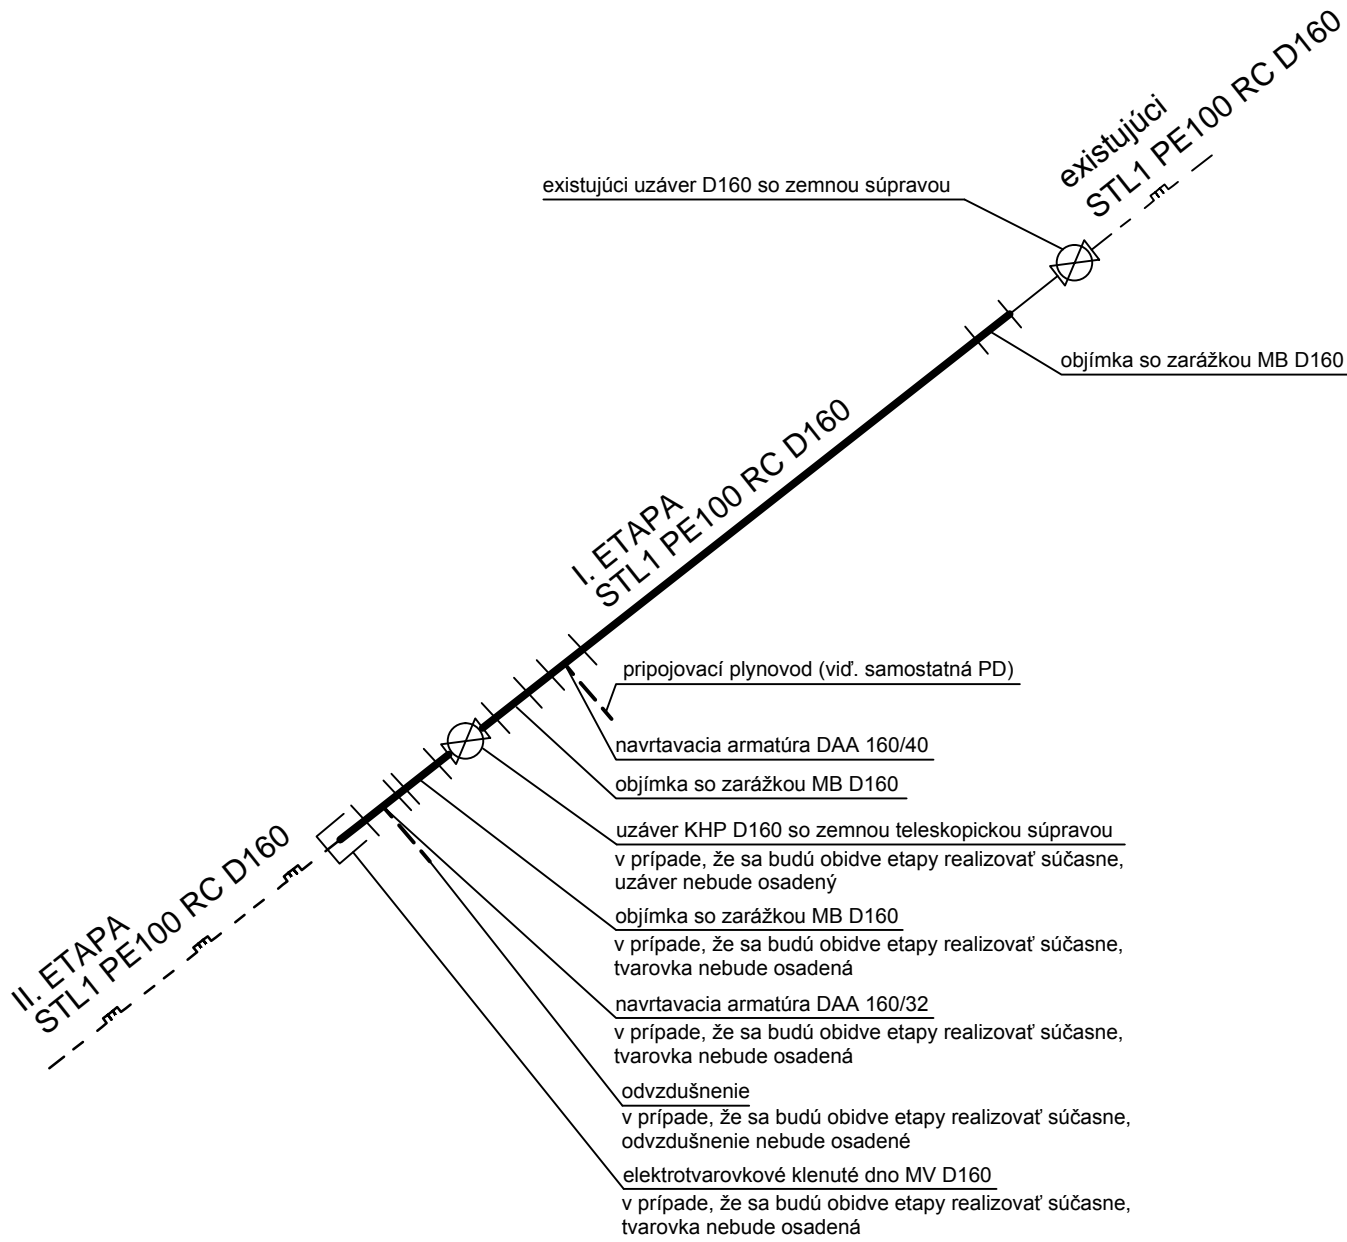 existujúci
STL1 PE100 RC D160
existujúci uzáver D160 so zemnou súpravou
objímka so zarážkou MB D160
I. ETAPA
STL1 PE100 RC D160
pripojovací plynovod (viď. samostatná PD)
navrtavacia armatúra DAA 160/40
objímka so zarážkou MB D160
uzáver KHP D160 so zemnou teleskopickou súpravou
v prípade, že sa budú obidve etapy realizovať súčasne,
uzáver nebude osadený
objímka so zarážkou MB D160
v prípade, že sa budú obidve etapy realizovať súčasne,
tvarovka nebude osadená
navrtavacia armatúra DAA 160/32
v prípade, že sa budú obidve etapy realizovať súčasne,
tvarovka nebude osadená
odvzdušnenie
v prípade, že sa budú obidve etapy realizovať súčasne,
odvzdušnenie nebude osadené
elektrotvarovkové klenuté dno MV D160
v prípade, že sa budú obidve etapy realizovať súčasne,
tvarovka nebude osadená
II. ETAPA
STL1 PE100 RC D160